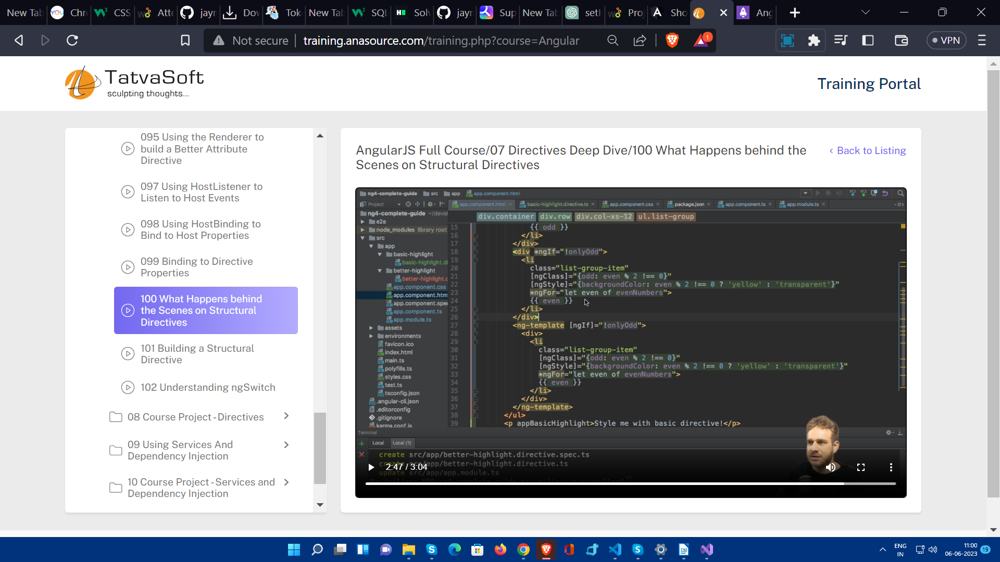 New Tab
Chr
CSS
Atte
jayr
Dov
Tok
New Tab
SQL
Solv
jayr
Sup
New Tab
setI
Proj
Sho
Ang
Not secure
training.anasource.com/training.php?course=Angular
1
VPN
TatvaSoft
sculpting thoughts...
Training Portal
095 Using the Renderer to
build a Better Attribute
Directive
097 Using HostListener to
Listen to Host Events
098 Using HostBinding to
Bind to Host Properties
099 Binding to Directive
Properties
100 What Happens behind
the Scenes on Structural
Directives
101 Building a Structural
Directive
102 Understanding ngSwitch
08 Course Project - Directives
09 Using Services And
Dependency Injection
10 Course Project - Services and
Dependency Injection
AngularJS Full Course/07 Directives Deep Dive/100 What Happens behind the
Scenes on Structural Directives
Back to Listing
ng4-complete-guide src app app.component.html
Project
app.component.html basic-highlight.directive.ts app.component.css package.json app.component.ts app.module.ts
div.container div.row div.col-xs-12 ul.list-group
ng4-complete-guide ~/devel
e2e
node_modules library root
src
app
basic-highlight
basic-highlight.di
better-highlight
better-highlight.c
app.component.css
app.component.htm
app.component.spec
app.component.ts
app.module.ts
assets
environments
favicon.ico
index.html
main.ts
polyfills.ts
styles.css
test.ts
tsconfig.json
.angular-cli.json
.editorconfig
.gitignore
karma.conf.js
15 {{ odd }}
16 </li>
17 </div>
18 <div *ngIf="!onlyOdd">
19 <li
20 class="list-group-item"
21 [ngClass]="{odd: even % 2 !== 0}"
22 [ngStyle]="{backgroundColor: even % 2 !== 0 ? 'yellow' : 'transparent'}"
23 *ngFor="let even of evenNumbers">
24 {{ even }}
25 </li>
26 </div>
27 <ng-template [ngIf]="!onlyOdd">
28 <div>
29 <li
30 class="list-group-item"
31 [ngClass]="{odd: even % 2 !== 0}"
32 [ngStyle]="{backgroundColor: even % 2 !== 0 ? 'yellow' : 'transparent'}"
33 *ngFor="let even of evenNumbers">
34 {{ even }}
35 </li>
36 </div>
37 </ng-template>
38 </ul>
39 <p appBasicHighlight>Style me with basic directive!</p>
Terminal
Local Local (1)
create src/app/better-highlight.directive.spec.ts
create src/app/better-highlight.directive.ts
update src/app/app.module.ts
2:47 / 3:04
ENG
IN
11:00
06-06-2023
19